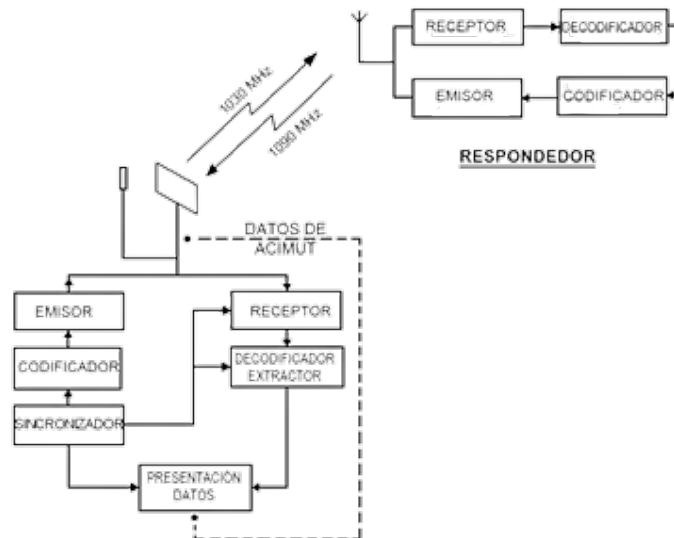 RECEPTOR
DECODIFICADOR
EMISOR
CODIFICADOR
RESPONDEDOR
1030 MHz
1090 MHz
DATOS DE
ACIMUT
EMISOR
RECEPTOR
CODIFICADOR
DECODIFICADOR
EXTRACTOR
SINCRONIZADOR
PRESENTACIÓN
DATOS